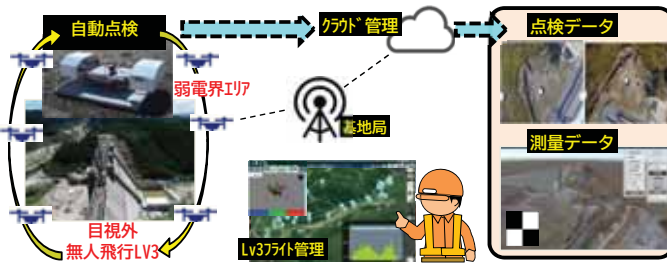 自動点検
クラウド管理
点検データ
弱電界エリア
基地局
測量データ
目視外
無人飛行LV3
Lv3フライト管理